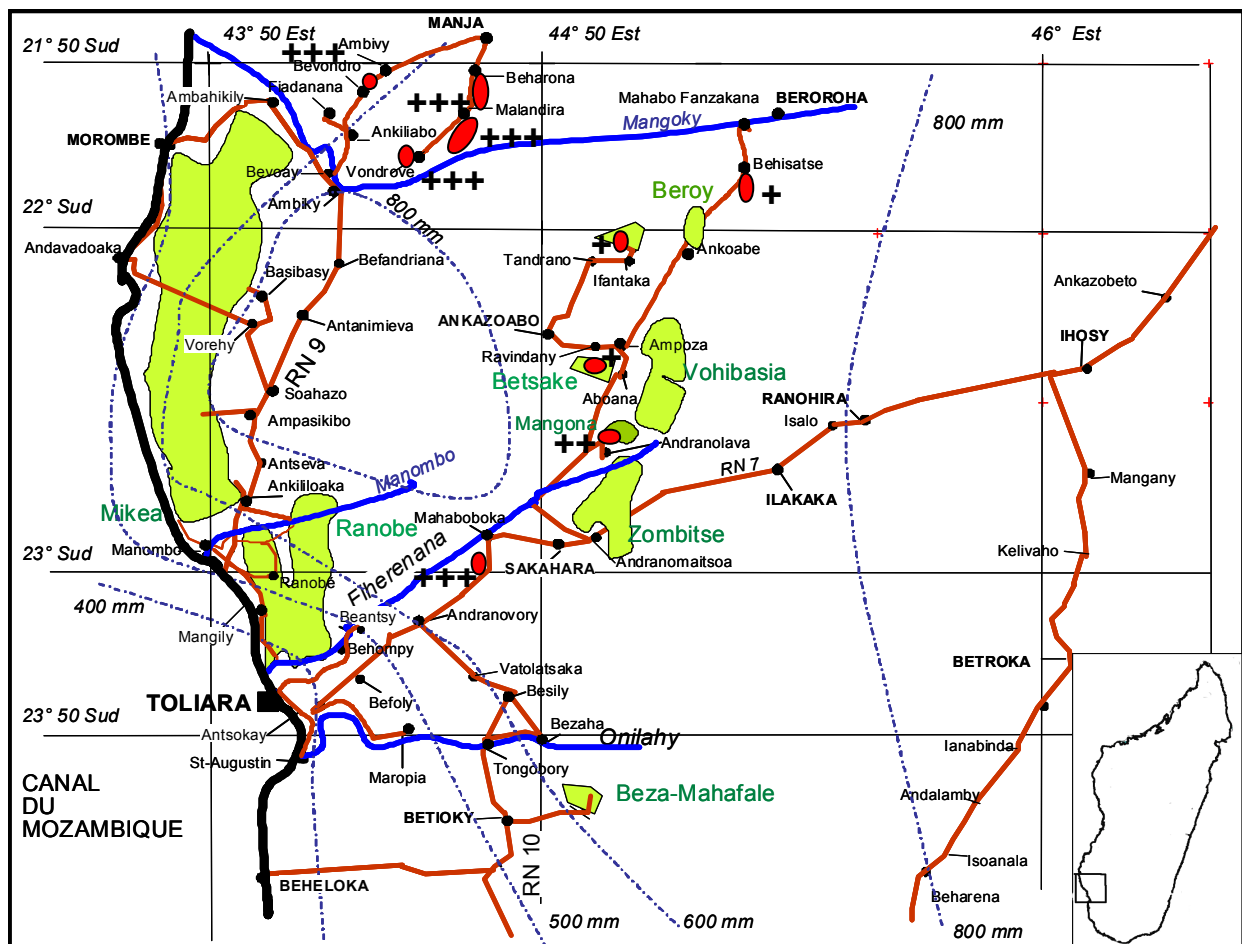 MANJA
21° 50 Sud
43° 50 Est
44° 50 Est
46° Est
+++
Ambivy
Bevondro
Beharona
Fiadanana
Ambahikily
+++
Malandira
Mahabo Fanzakana
BEROROHA
Mangoky
800 mm
MOROMBE
Ankiliabo
+++
Behisatse
Bevoay
Vondrove
+++
Beroy
+
Ambiky
800 mm
22° Sud
Andavadoaka
+
Ankoabe
Befandriana
Tandrano
Ifantaka
Basibasy
Ankazobeto
Antanimieva
ANKAZOABO
Vorehy
RN 9
Ravindany
Ampoza
IHOSY
+
Betsake
Vohibasia
Soahazo
Aboana
RANOHIRA
Isalo
Ampasikibo
Mangona
++
Andranolava
Antseva
Manombo
RN 7
Ankililoaka
ILAKAKA
Mangany
Mikea
Ranobe
Mahaboboka
Zombitse
Manombo
Fiherenana
23° Sud
SAKAHARA
Andranomaitsoa
Kelivaho
+++
Ranobé
400 mm
Beantsy
Andranovory
Mangily
Behompy
BETROKA
Vatolatsaka
TOLIARA
Befoly
Besily
23° 50 Sud
Antsokay
Bezaha
Onilahy
Ianabinda
St-Augustin
Maropia
Tongobory
CANAL
DU
MOZAMBIQUE
Beza-Mahafale
Andalamby
BETIOKY
Isoanala
RN 10
BEHELOKA
Beharena
500 mm
600 mm
800 mm